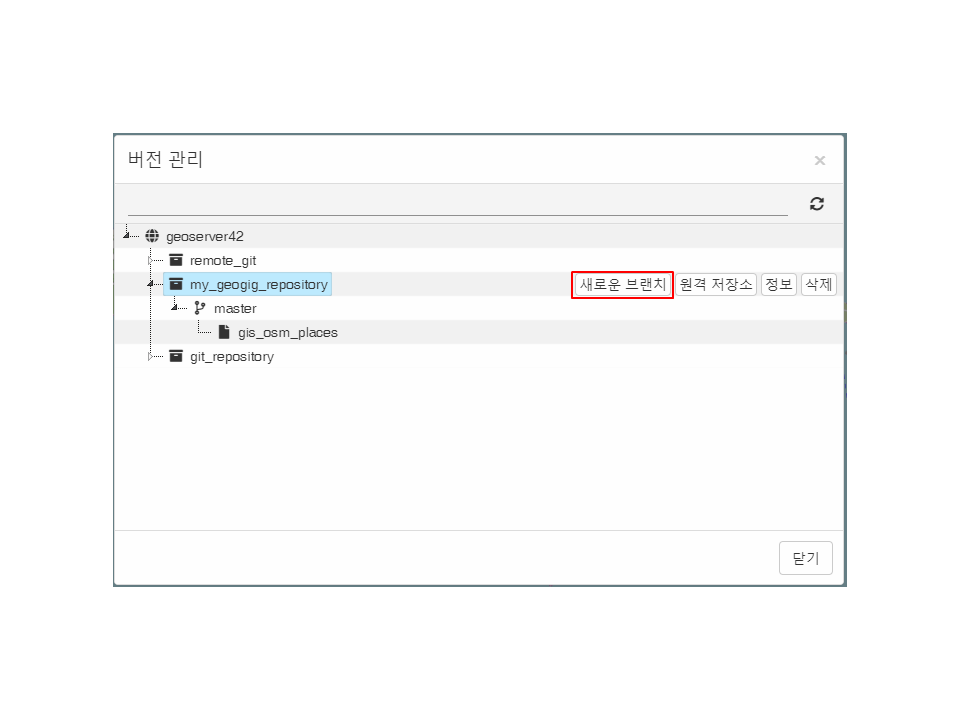 버전 관리
×
geoserver42
remote_git
my_geogig_repository 새로운 브랜치 원격 저장소 정보 삭제
master
gis_osm_places
git_repository
닫기